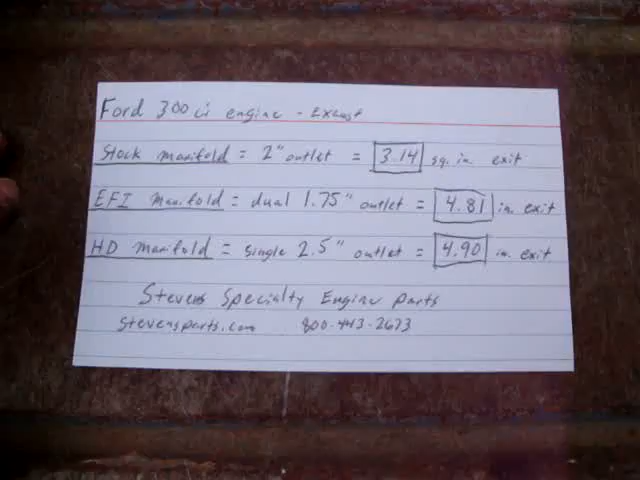 Ford 300 ci engine - Exaust
Stock manifold = 2" outlet = 3.14 sq. in. exit
EFI Manifold = dual 1.75" outlet = 4.81 in. exit
HD Manifold = single 2.5" outlet = 4.90 in. exit
Stevens Specialty Engine Parts
Stevensparts.com 800-443-2673